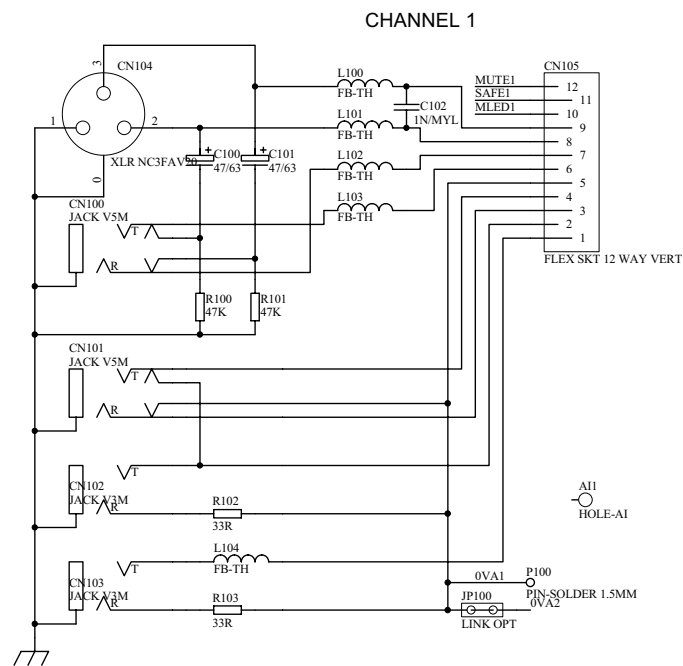 CHANNEL 1
CN104
3
1
2
0
XLR NC3FAV20
C100
47/63
C101
47/63
L100
FB-TH
L101
FB-TH
L102
FB-TH
L103
FB-TH
C102
1N/MYL
CN105
MUTE1
SAFE1
MLED1
12
11
10
9
8
7
6
5
4
3
2
1
FLEX SKT 12 WAY VERT
CN100
JACK V5M
T
R
R100
47K
R101
47K
CN101
JACK V5M
T
R
CN102
JACK V3M
T
R
R102
33R
AI1
HOLE-AI
L104
FB-TH
CN103
JACK V3M
T
R
R103
33R
0VA1
P100
PIN-SOLDER 1.5MM
JP100
0VA2
LINK OPT